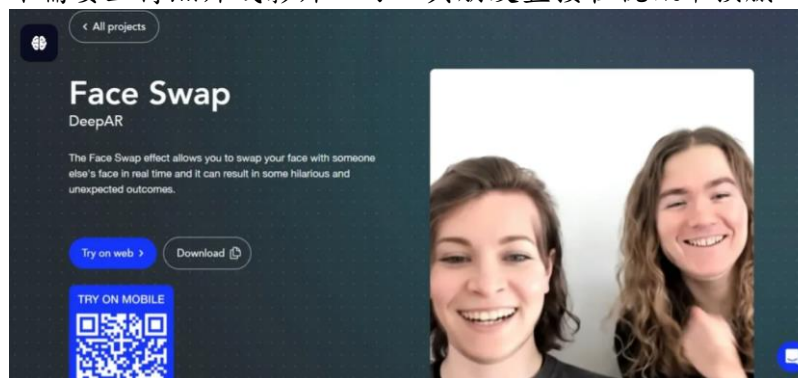 < All projects
Face Swap
DeepAR
The Face Swap effect allows you to swap your face with someone
else's face in real time and it can result in some hilarious and
unexpected outcomes.
Try on web >
Download
TRY ON MOBILE